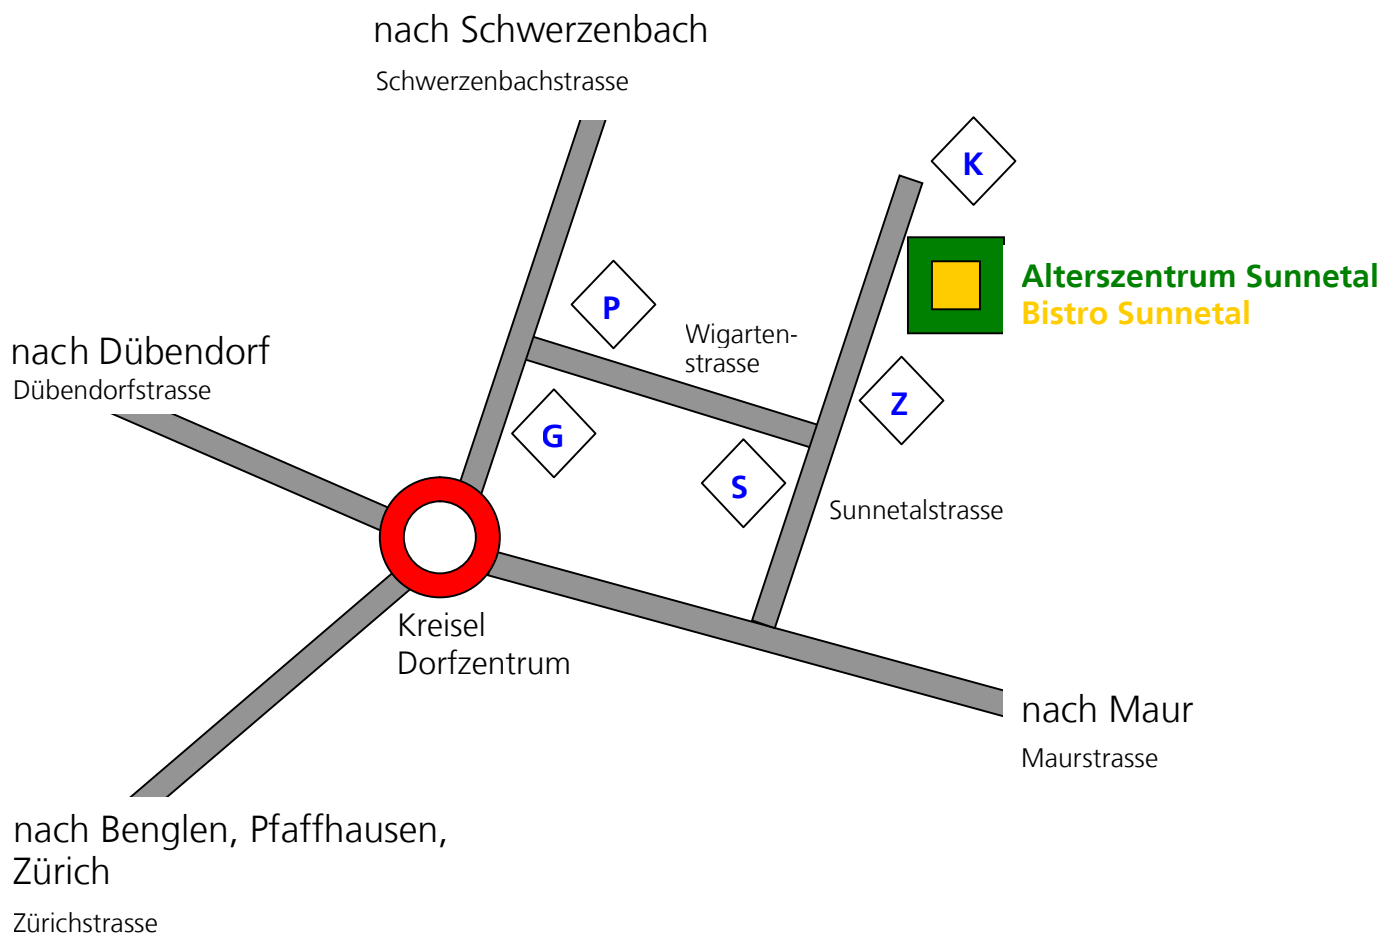 nach Schwerzenbach
Schwerzenbachstrasse
K
Alterszentrum Sunnetal
Bistro Sunnetal
P
Wigarten-
strasse
nach Dübendorf
Dübendorfstrasse
Z
G
S
Sunnetalstrasse
Kreisel
Dorfzentrum
nach Maur
Maurstrasse
nach Benglen, Pfaffhausen,
Zürich
Zürichstrasse